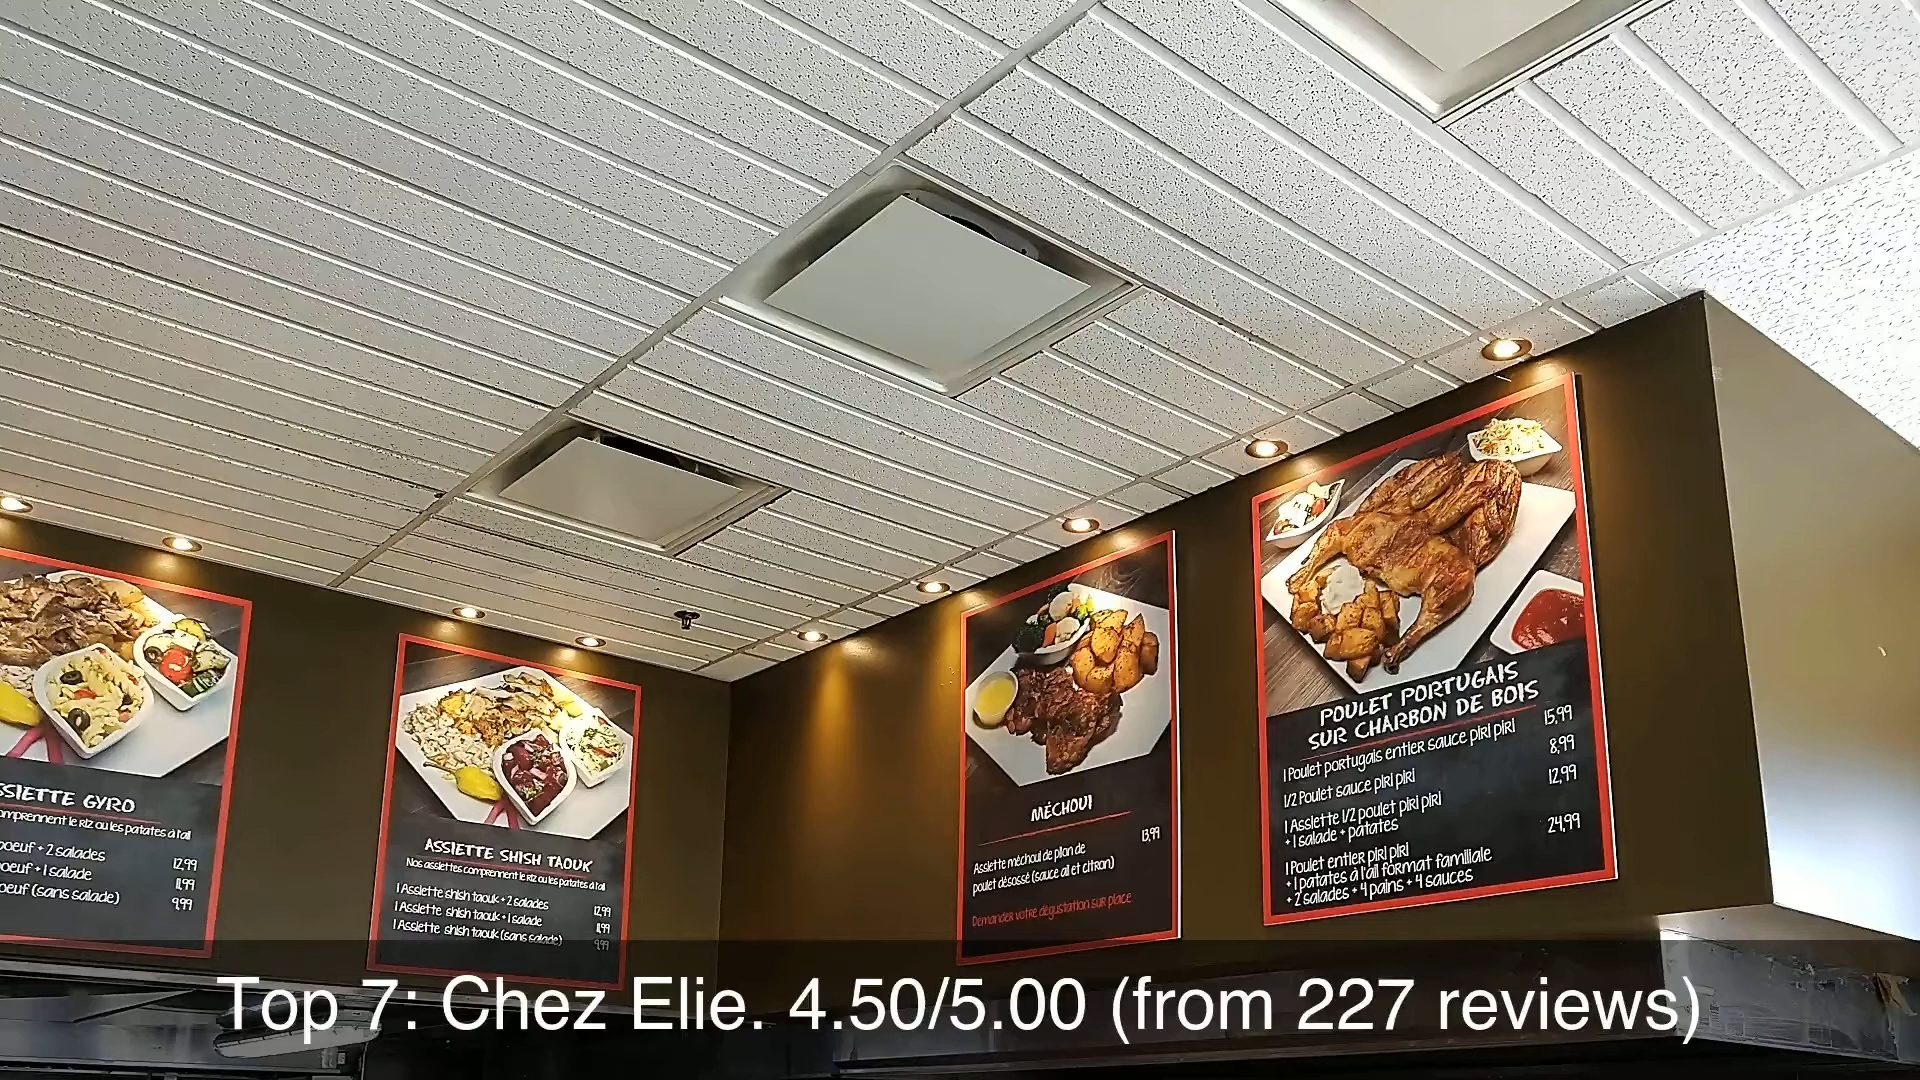 ASSIETTE GYRO
comprennent le riz ou les patates à l'ail
boeuf + 2 salades 12,99
boeuf + 1 salade 11,99
boeuf (sans salade) 9,99
ASSIETTE SHISH TAOUK
Nos assiettes comprennent le riz ou les patates à l'ail
1 Assiette shish taouk + 2 salades 12,99
1 Assiette shish taouk + 1 salade 11,99
1 Assiette shish taouk (sans salade) 9,99
MÉCHOUI
13,99
Assiette méchoui de pilon de
poulet désossé (sauce ail et citron)
Demander votre dégustation sur place
POULET PORTUGAIS
SUR CHARBON DE BOIS
1 Poulet portugais entier sauce piri piri 15,99
1/2 Poulet sauce piri piri 8,99
1 Assiette 1/2 poulet piri piri 12,99
+ 1 salade + patates
1 Poulet entier piri piri 24,99
+ 1 patates à l'ail format familiale
+ 2 salades + 4 pains + 4 sauces
Top 7: Chez Elie. 4.50/5.00 (from 227 reviews)